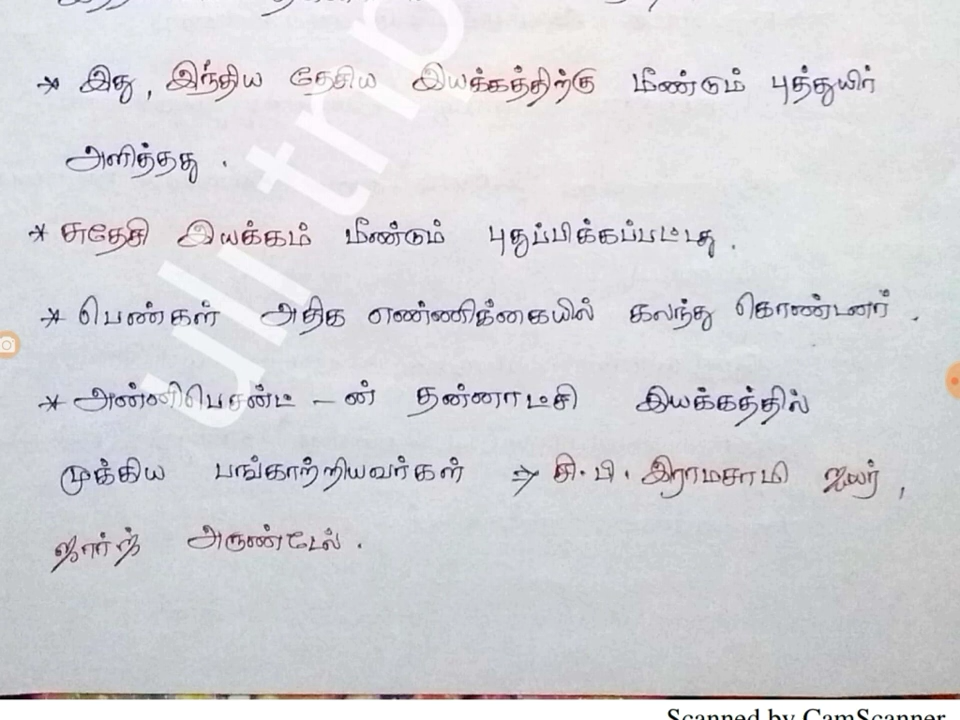 * இது, இந்திய தேசிய இயக்கத்திற்கு மீண்டும் புத்துயிர்
அளித்தது.
* சுதேசி இயக்கம் மீண்டும் புதுப்பிக்கப்பட்டது.
* பெண்கள் அதிக எண்ணிக்கையில் கலந்து கொண்டனர்.
* அன்னிபெசண்ட் – ன் தன்னாட்சி இயக்கத்தில்
முக்கிய பங்காற்றியவர்கள் ⇒ சி.பி. இராமசாமி ஐயர்,
ஜார்ஜ் அருண்டேல்.
Scanned by CamScanner